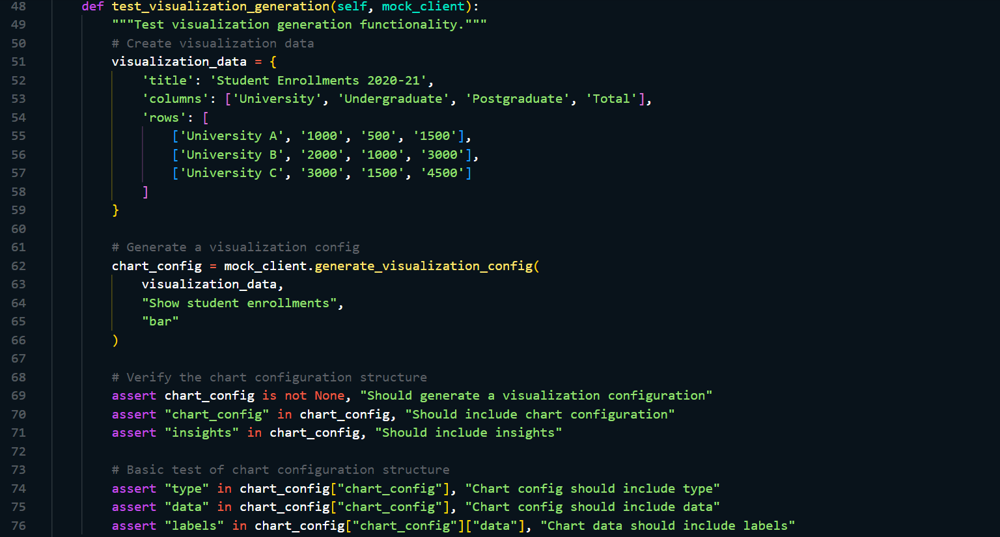 48 def test_visualization_generation(self, mock_client):
49 """Test visualization generation functionality."""
50 # Create visualization data
51 visualization_data = {
52 'title': 'Student Enrollments 2020-21',
53 'columns': ['University', 'Undergraduate', 'Postgraduate', 'Total'],
54 'rows': [
55 ['University A', '1000', '500', '1500'],
56 ['University B', '2000', '1000', '3000'],
57 ['University C', '3000', '1500', '4500']
58 ]
59 }
60
61 # Generate a visualization config
62 chart_config = mock_client.generate_visualization_config(
63 visualization_data,
64 "Show student enrollments",
65 "bar"
66 )
67
68 # Verify the chart configuration structure
69 assert chart_config is not None, "Should generate a visualization configuration"
70 assert "chart_config" in chart_config, "Should include chart configuration"
71 assert "insights" in chart_config, "Should include insights"
72
73 # Basic test of chart configuration structure
74 assert "type" in chart_config["chart_config"], "Chart config should include type"
75 assert "data" in chart_config["chart_config"], "Chart config should include data"
76 assert "labels" in chart_config["chart_config"]["data"], "Chart data should include labels"